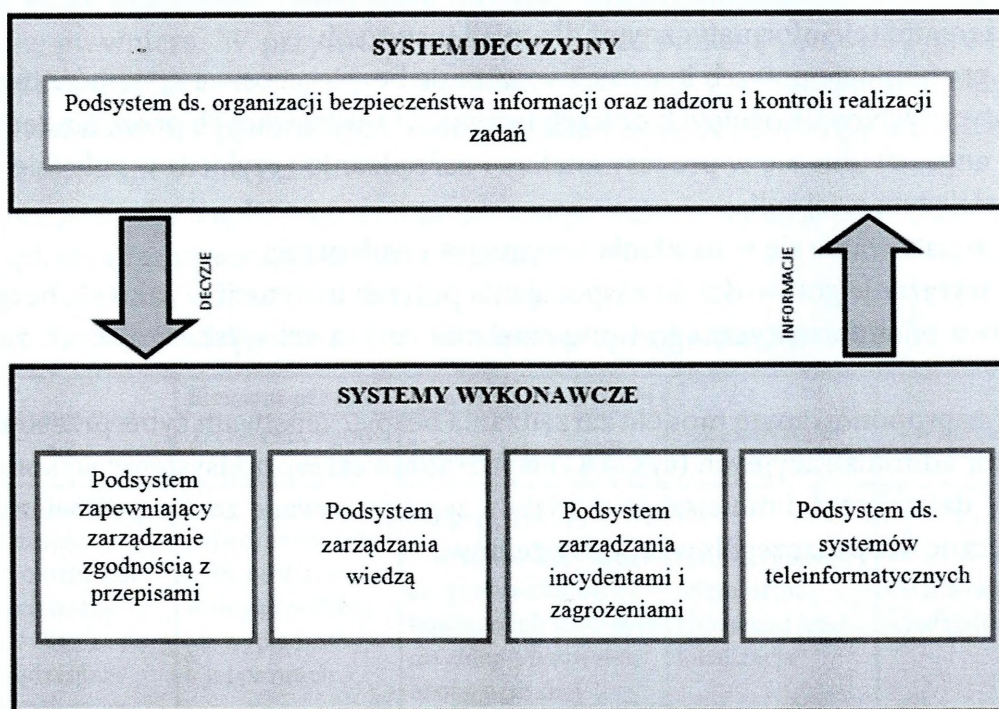 SYSTEM DECYZYJNY
Podsystem ds. organizacji bezpieczeństwa informacji oraz nadzoru i kontroli realizacji
zadań
DECYZJE
INFORMACJE
SYSTEMY WYKONAWCZE
Podsystem
zapewniający
zarządzanie
zgodnością z
przepisami
Podsystem
zarządzania
wiedzą
Podsystem
zarządzania
incydentami i
zagrożeniami
Podsystem ds.
systemów
teleinformatycznych